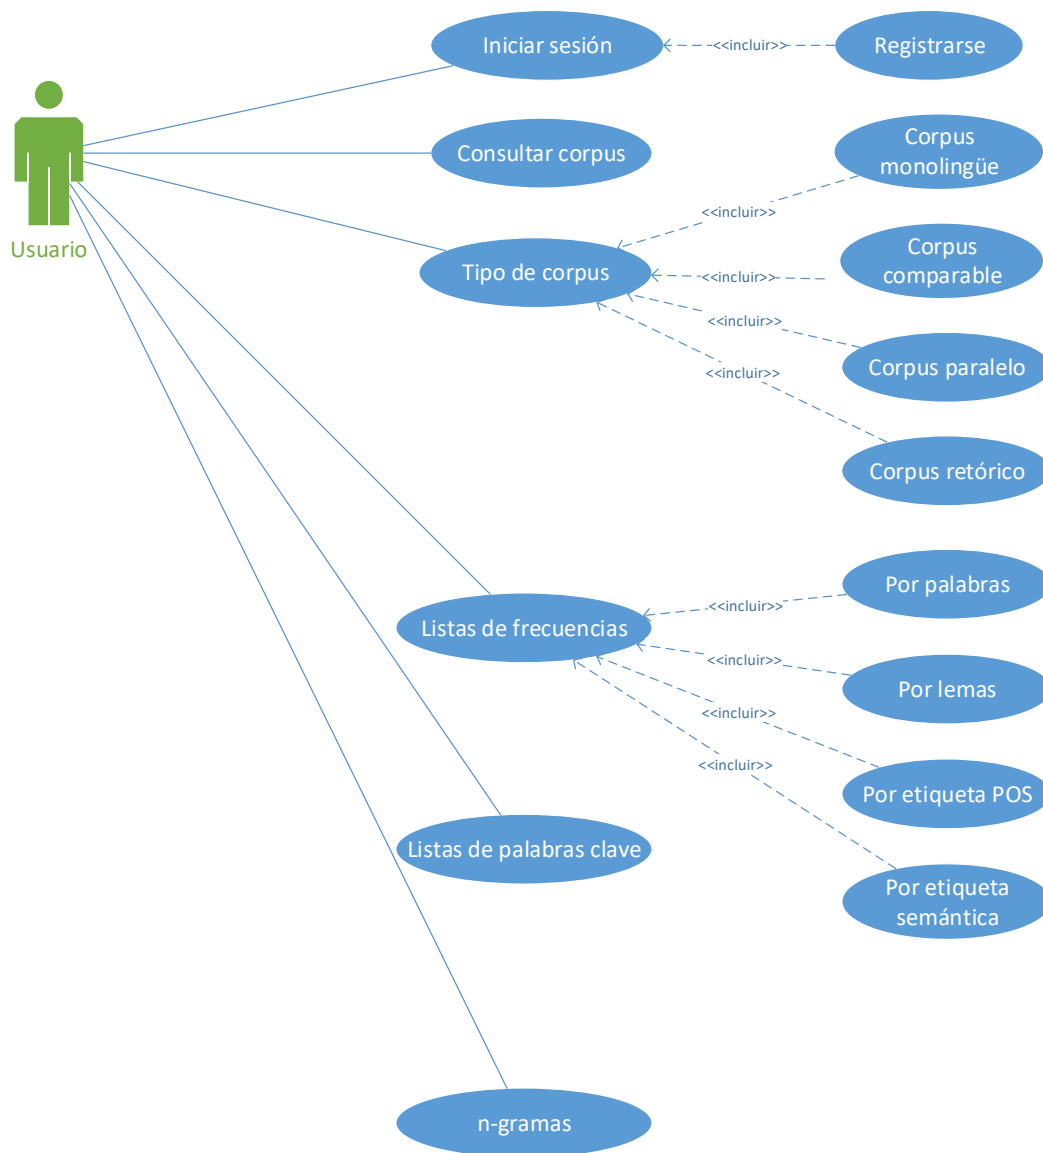 Iniciar sesión
<<incluir>>
Registrarse
Usuario
Consultar corpus
Corpus
monolingüe
<<incluir>>
Tipo de corpus
<<incluir>>
Corpus
comparable
<<incluir>>
Corpus paralelo
<<incluir>>
Corpus retórico
Listas de frecuencias
<<incluir>>
Por palabras
<<incluir>>
Por lemas
<<incluir>>
Por etiqueta POS
<<incluir>>
Por etiqueta
semántica
Listas de palabras clave
n-gramas